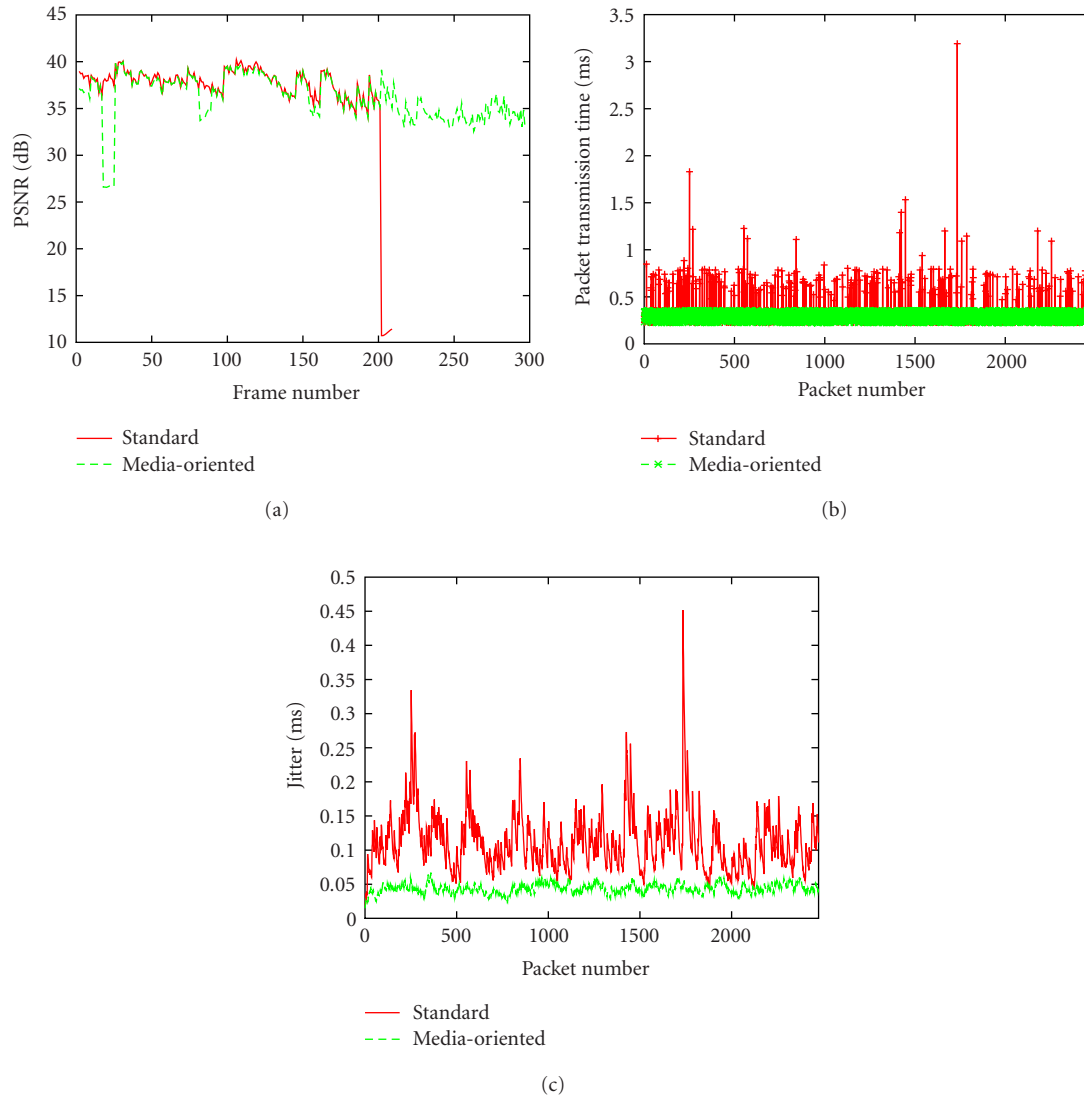 45
40
35
30
25
20
15
10
PSNR (dB)
0 50 100 150 200 250 300
Frame number
Standard
Media-oriented
(a)
3.5
3
2.5
2
1.5
1
0.5
0
Packet transmission time (ms)
0 500 1000 1500 2000
Packet number
Standard
Media-oriented
(b)
0.5
0.45
0.4
0.35
0.3
0.25
0.2
0.15
0.1
0.05
0
Jitter (ms)
0 500 1000 1500 2000
Packet number
Standard
Media-oriented
(c)